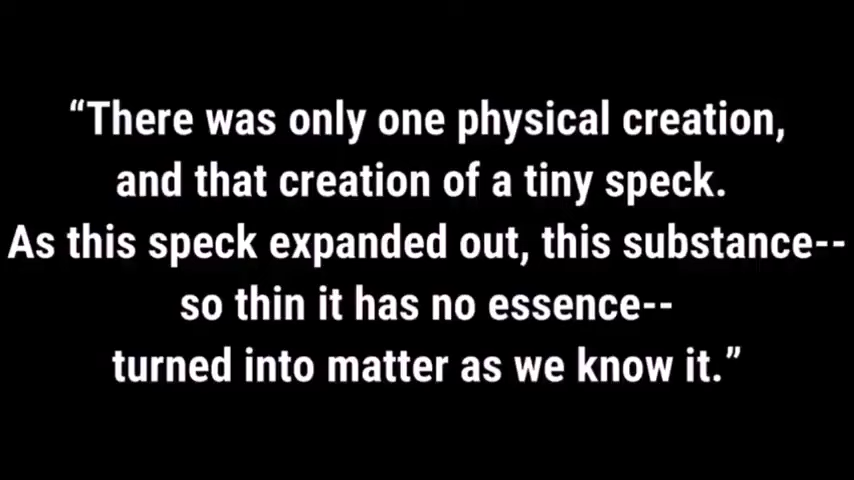 “There was only one physical creation,
and that creation of a tiny speck.
As this speck expanded out, this substance--
so thin it has no essence--
turned into matter as we know it.”